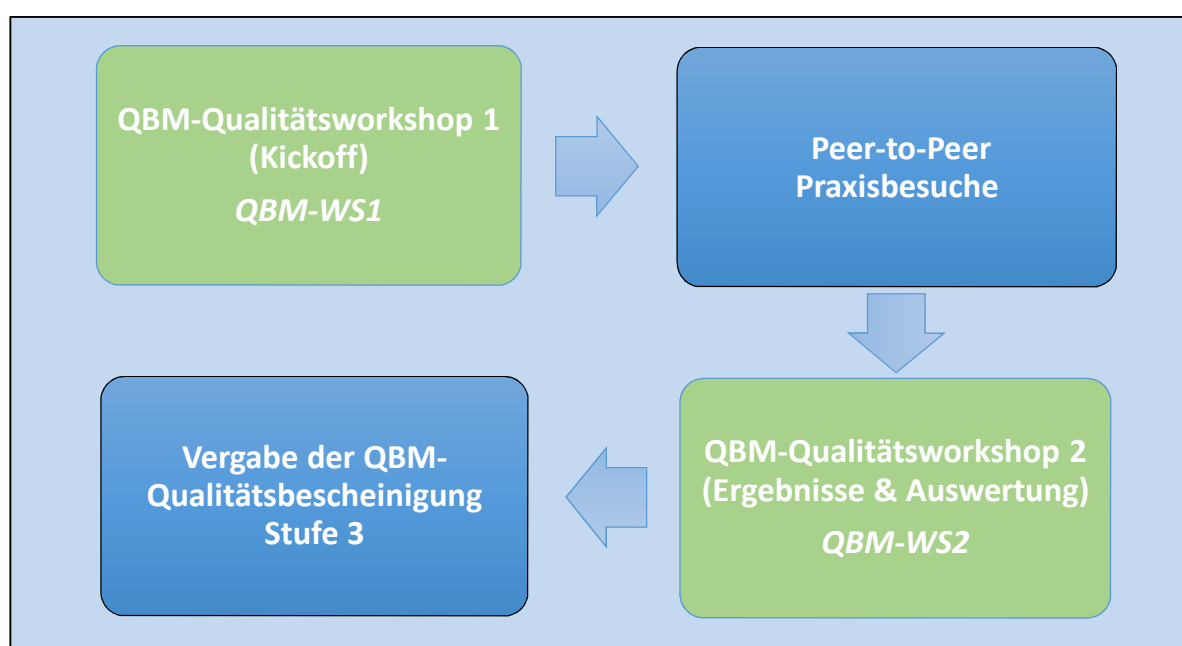 QBM-Qualitätsworkshop 1
(Kickoff)
QBM-WS1
Peer-to-Peer
Praxisbesuche
QBM-Qualitätsworkshop 2
(Ergebnisse & Auswertung)
QBM-WS2
Vergabe der QBM-
Qualitätsbescheinigung
Stufe 3